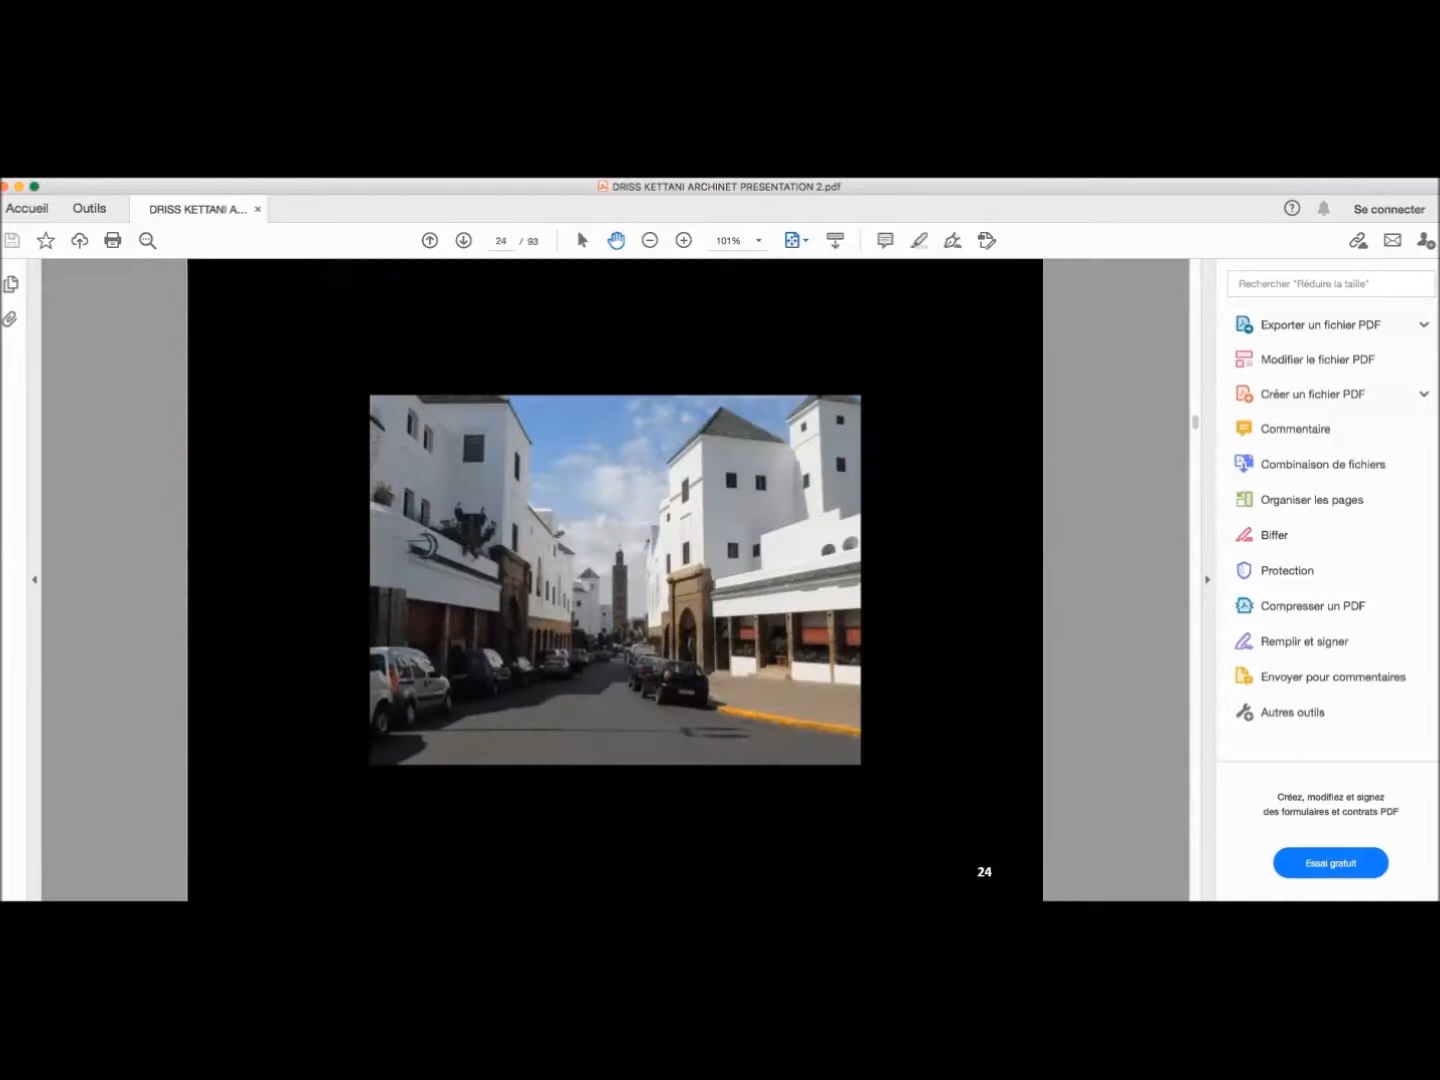 DRISS KETTANI ARCHINET PRESENTATION 2.pdf
Accueil
Outils
DRISS KETTANI A... ×
Se connecter
24 / 93
101%
Rechercher "Réduire la taille"
Exporter un fichier PDF
Modifier le fichier PDF
Créer un fichier PDF
Commentaire
Combinaison de fichiers
Organiser les pages
Biffer
Protection
Compresser un PDF
Remplir et signer
Envoyer pour commentaires
Autres outils
Créez, modifiez et signez
des formulaires et contrats PDF
Essai gratuit
24